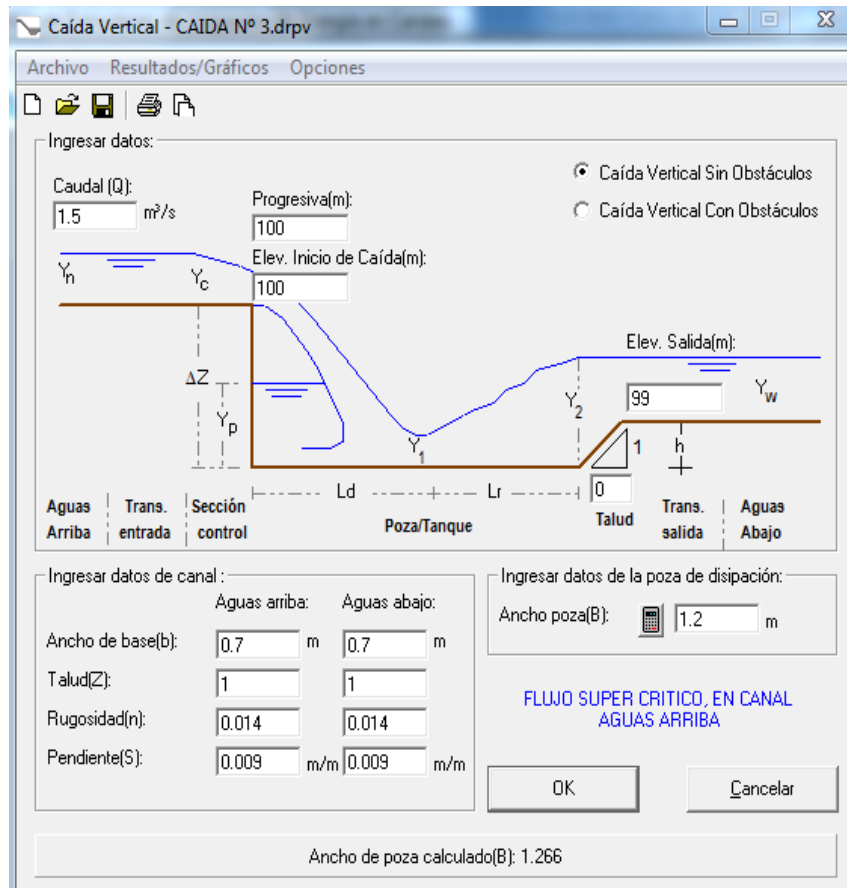 Caída Vertical - CAIDA Nº 3.drpv
Archivo Resultados/Gráficos Opciones
Ingresar datos:
Caudal (Q):
1.5 m³/s
Progresiva(m):
100
Elev. Inicio de Caída(m):
100
Caída Vertical Sin Obstáculos
Caída Vertical Con Obstáculos
Yn
Yc
ΔZ
Yp
Y1
Y2
Elev. Salida(m):
99
Yw
1
h
0
Ld
Lr
Aguas Arriba
Trans. entrada
Sección control
Poza/Tanque
Talud
Trans. salida
Aguas Abajo
Ingresar datos de canal :
Aguas arriba: Aguas abajo:
Ancho de base(b): 0.7 m 0.7 m
Talud(Z): 1 1
Rugosidad(n): 0.014 0.014
Pendiente(S): 0.009 m/m 0.009 m/m
Ingresar datos de la poza de disipación:
Ancho poza(B): 1.2 m
FLUJO SUPER CRITICO, EN CANAL
AGUAS ARRIBA
OK
Cancelar
Ancho de poza calculado(B): 1.266